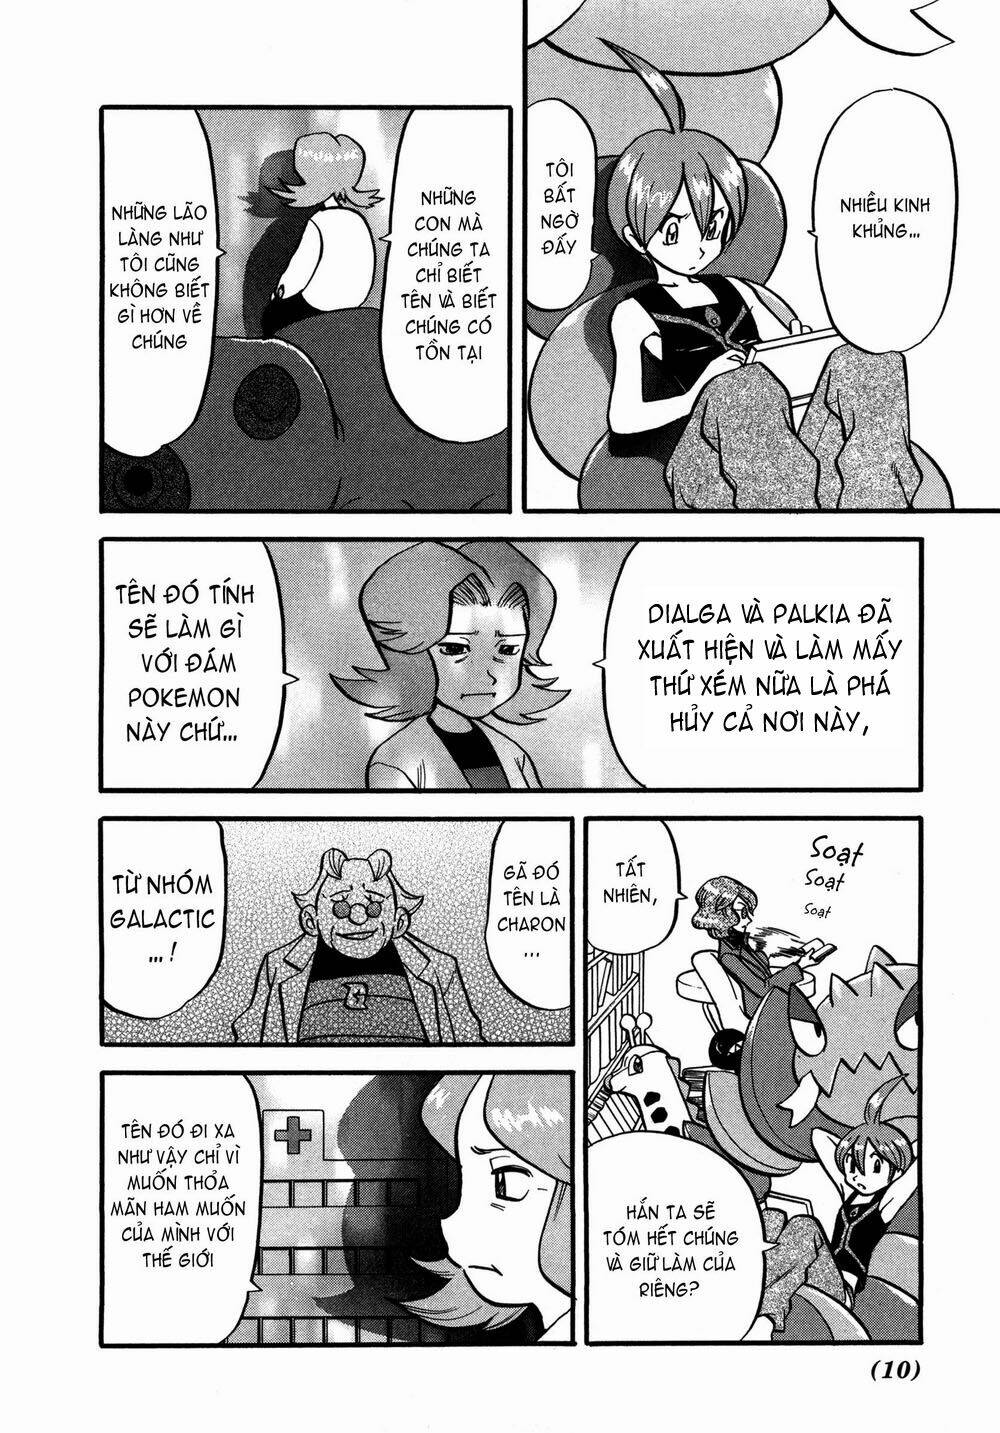 NHIỀU KINH
KHỦNG...
TÔI
BẤT
NGỜ
ĐẤY
NHỮNG
CON MÀ
CHÚNG TA
CHỈ BIẾT
TÊN VÀ BIẾT
CHÚNG CÓ
TỒN TẠI
NHỮNG LÃO
LÀNG NHƯ
TÔI CŨNG
KHÔNG BIẾT
GÌ HƠN VỀ
CHÚNG
DIALGA VÀ PALKIA ĐÃ
XUẤT HIỆN VÀ LÀM MẤY
THỨ XÉM NỮA LÀ PHÁ
HỦY CẢ NƠI NÀY,
TÊN ĐÓ TÍNH
SẼ LÀM GÌ
VỚI ĐÁM
POKEMON
NÀY CHỨ...
Soạt
Soạt
Soạt
TẤT
NHIÊN,
HẮN TA SẼ
TÓM HẾT CHÚNG
VÀ GIỮ LÀM CỦA
RIÊNG?
GÃ ĐÓ
TÊN LÀ
CHARON
...
TỪ NHÓM
GALACTIC
...!
TÊN ĐÓ ĐI XA
NHƯ VẬY CHỈ VÌ
MUỐN THỎA
MÃN HAM MUỐN
CỦA MÌNH VỚI
THẾ GIỚI
(10)